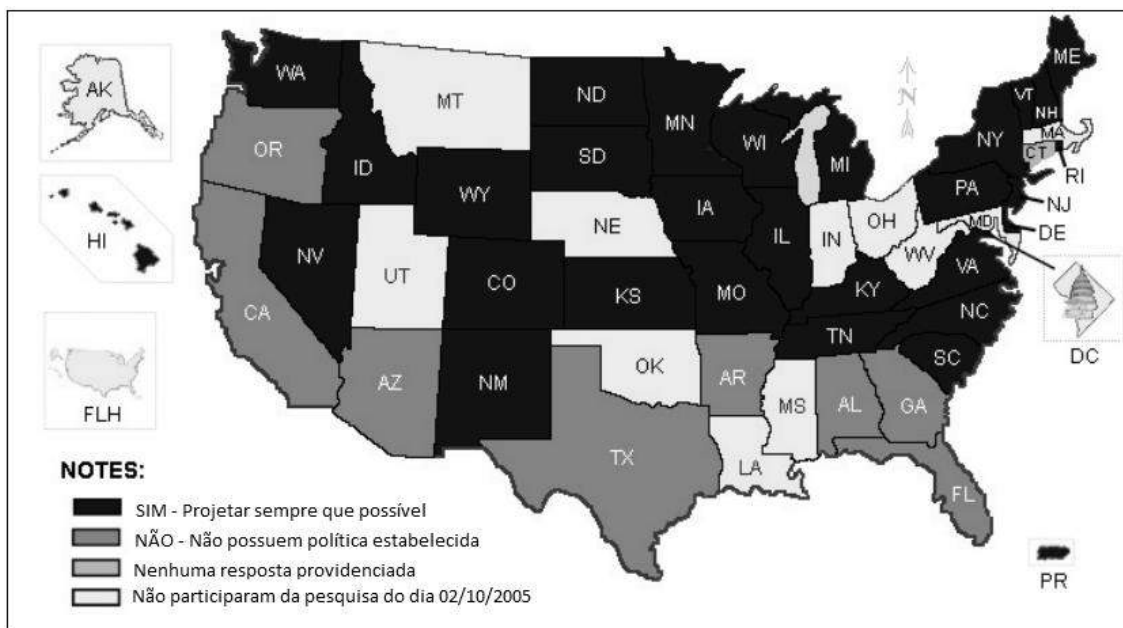 WA
MT
ND
MN
WI
MI
ME
VT
NH
NY
MA
CT
RI
AK
OR
ID
WY
SD
IA
PA
NJ
HI
NV
UT
CO
NE
KS
MO
IL
IN
OH
WV
MD
DE
VA
KY
DC
CA
AZ
NM
OK
AR
TN
NC
SC
FLH
TX
LA
MS
AL
GA
FL
PR
N
NOTES:
SIM - Projetar sempre que possível
NÃO - Não possuem política estabelecida
Nenhuma resposta providenciada
Não participaram da pesquisa do dia 02/10/2005